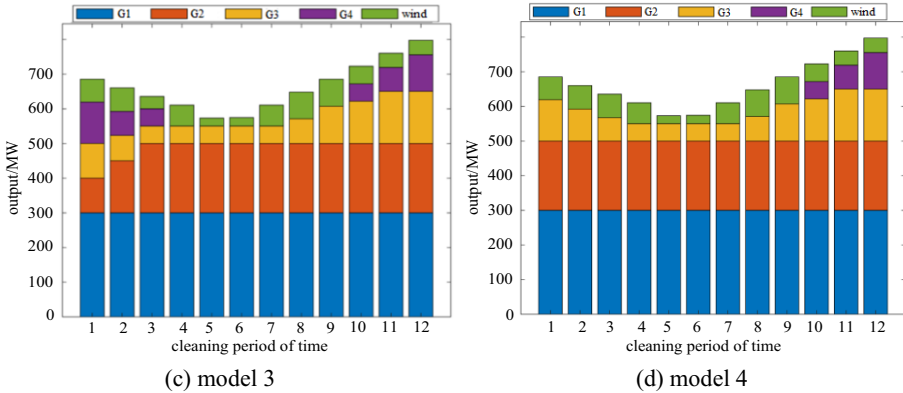 G1 G2 G3 G4 wind
output/MW
700
600
500
400
300
200
100
0
1 2 3 4 5 6 7 8 9 10 11 12
cleaning period of time
(c) model 3
G1 G2 G3 G4 wind
output/MW
700
600
500
400
300
200
100
0
1 2 3 4 5 6 7 8 9 10 11 12
cleaning period of time
(d) model 4